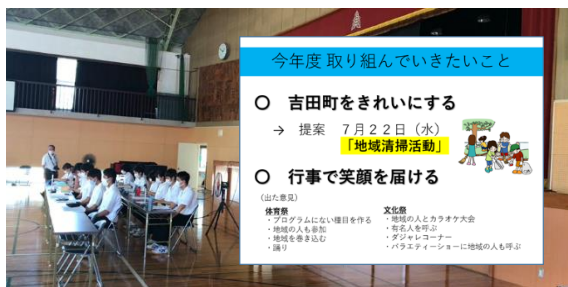 今年度 取り組んでいきたいこと
○ 吉田町をきれいにする
→ 提案 ７月２２日（水）
「地域清掃活動」
○ 行事で笑顔を届ける
（出た意見）
体育祭
・プログラムにない種目を作る
・地域の人も参加
・地域を巻き込む
・踊り
文化祭
・地域の人とカラオケ大会
・有名人を呼ぶ
・ダジャレコーナー
・バラエティーショーに地域の人も呼ぶ